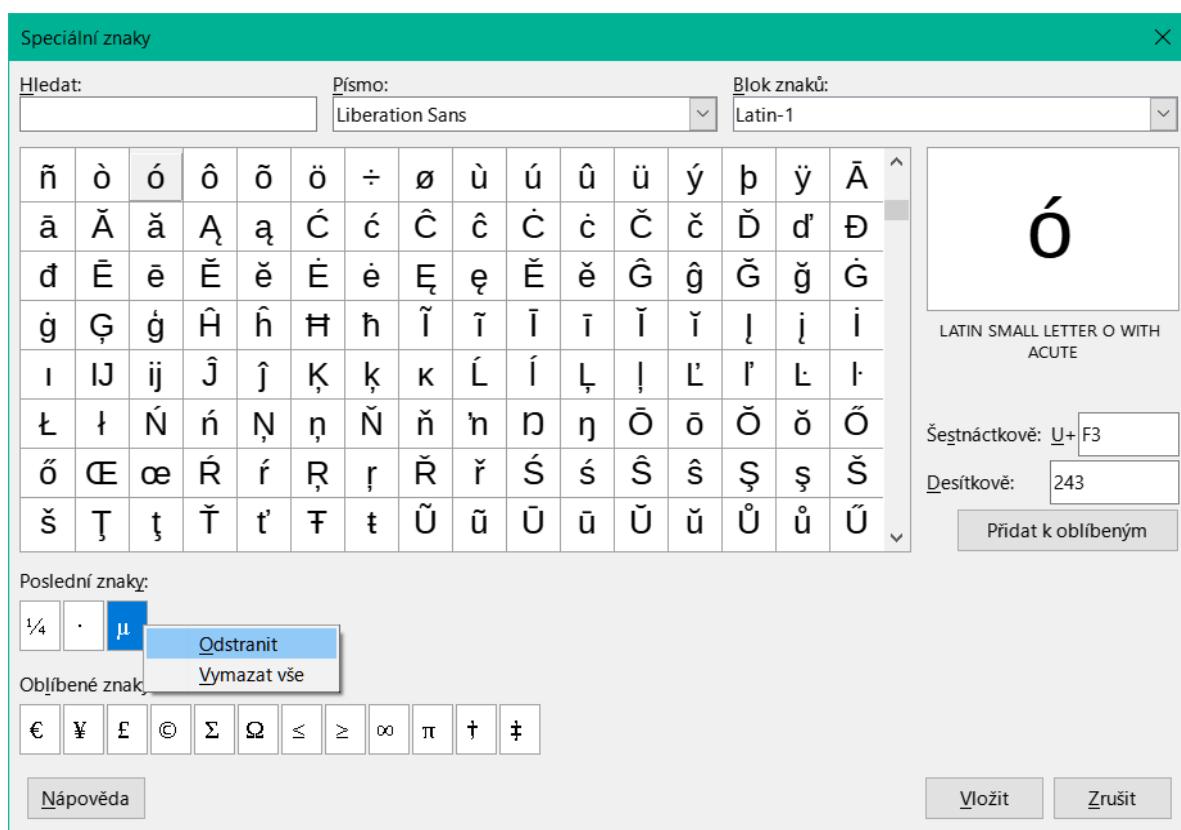 Speciální znaky
Hledat: Písmo: Blok znaků:
Liberation Sans Latin-1
ñ ò ó ô õ ö ÷ ø ù ú û ü ý þ ÿ Ā
ā Ă ă Ą ą Ć ć Ĉ ĉ Ċ ċ Č č Ď ď Đ
đ Ē ē Ĕ ĕ Ė ė Ę ę Ě ě Ĝ ĝ Ğ ğ Ġ
ġ Ģ ģ Ĥ ĥ Ħ ħ Ĩ ĩ Ī ī Ĭ ĭ Į į İ
ı Ĳ ĳ Ĵ ĵ Ķ ķ ĸ Ĺ ĺ Ļ ļ Ľ ľ Ŀ ŀ
Ł ł Ń ń Ņ ņ Ň ň ŉ Ŋ ŋ Ō ō Ŏ ŏ Ő
ő Œ œ Ŕ ŕ Ŗ ŗ Ř ř Ś ś Ŝ ŝ Ş ş Š
š Ţ ţ Ť ť Ŧ ŧ Ũ ũ Ū ū Ŭ ŭ Ů ů Ű
ó
LATIN SMALL LETTER O WITH
ACUTE
Šestnáctkově: U+ F3
Desítkově: 243
Přidat k oblíbeným
Poslední znaky:
¼ · µ
Odstranit
Vymazat vše
Oblíbené znaky
€ ¥ £ © Σ Ω ≤ ≥ ∞ π † ‡
Nápověda Vložit Zrušit